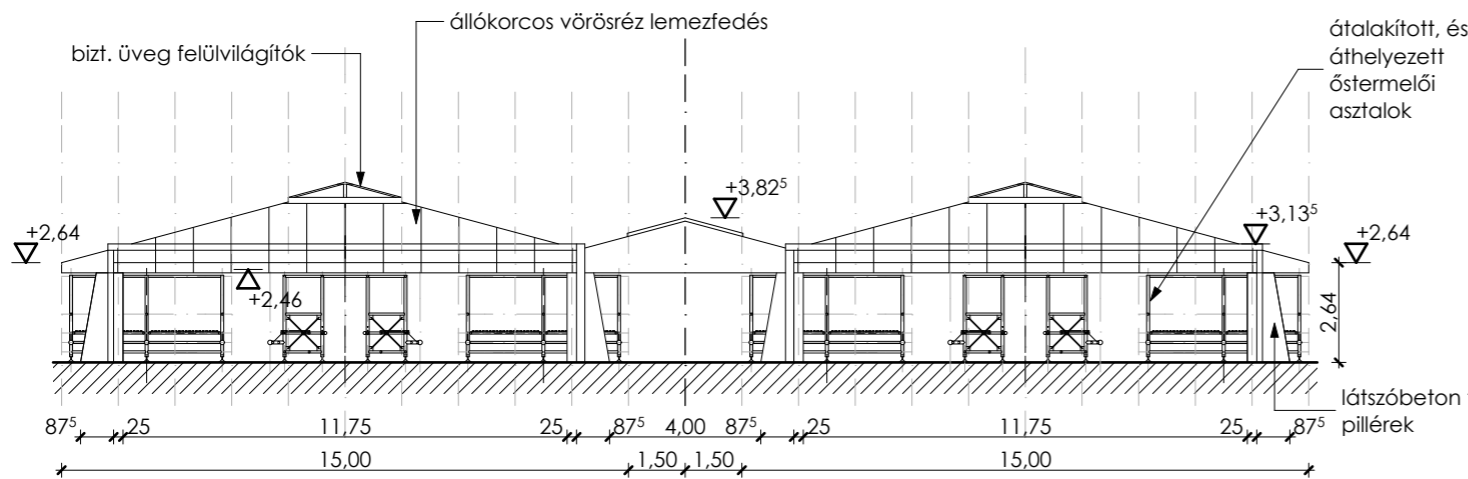 állókorcos vörösréz lemezfedés
bizt. üveg felülvilágítók
átalakított, és
áthelyezett
őstermelői
asztalok
+3,82⁵
+2,64
+3,13⁵
+2,64
+2,46
2,64
látszóbeton
pillérek
87⁵ 25 11,75 25 87⁵ 4,00 87⁵ 25 11,75 25 87⁵
15,00 1,50 1,50 15,00